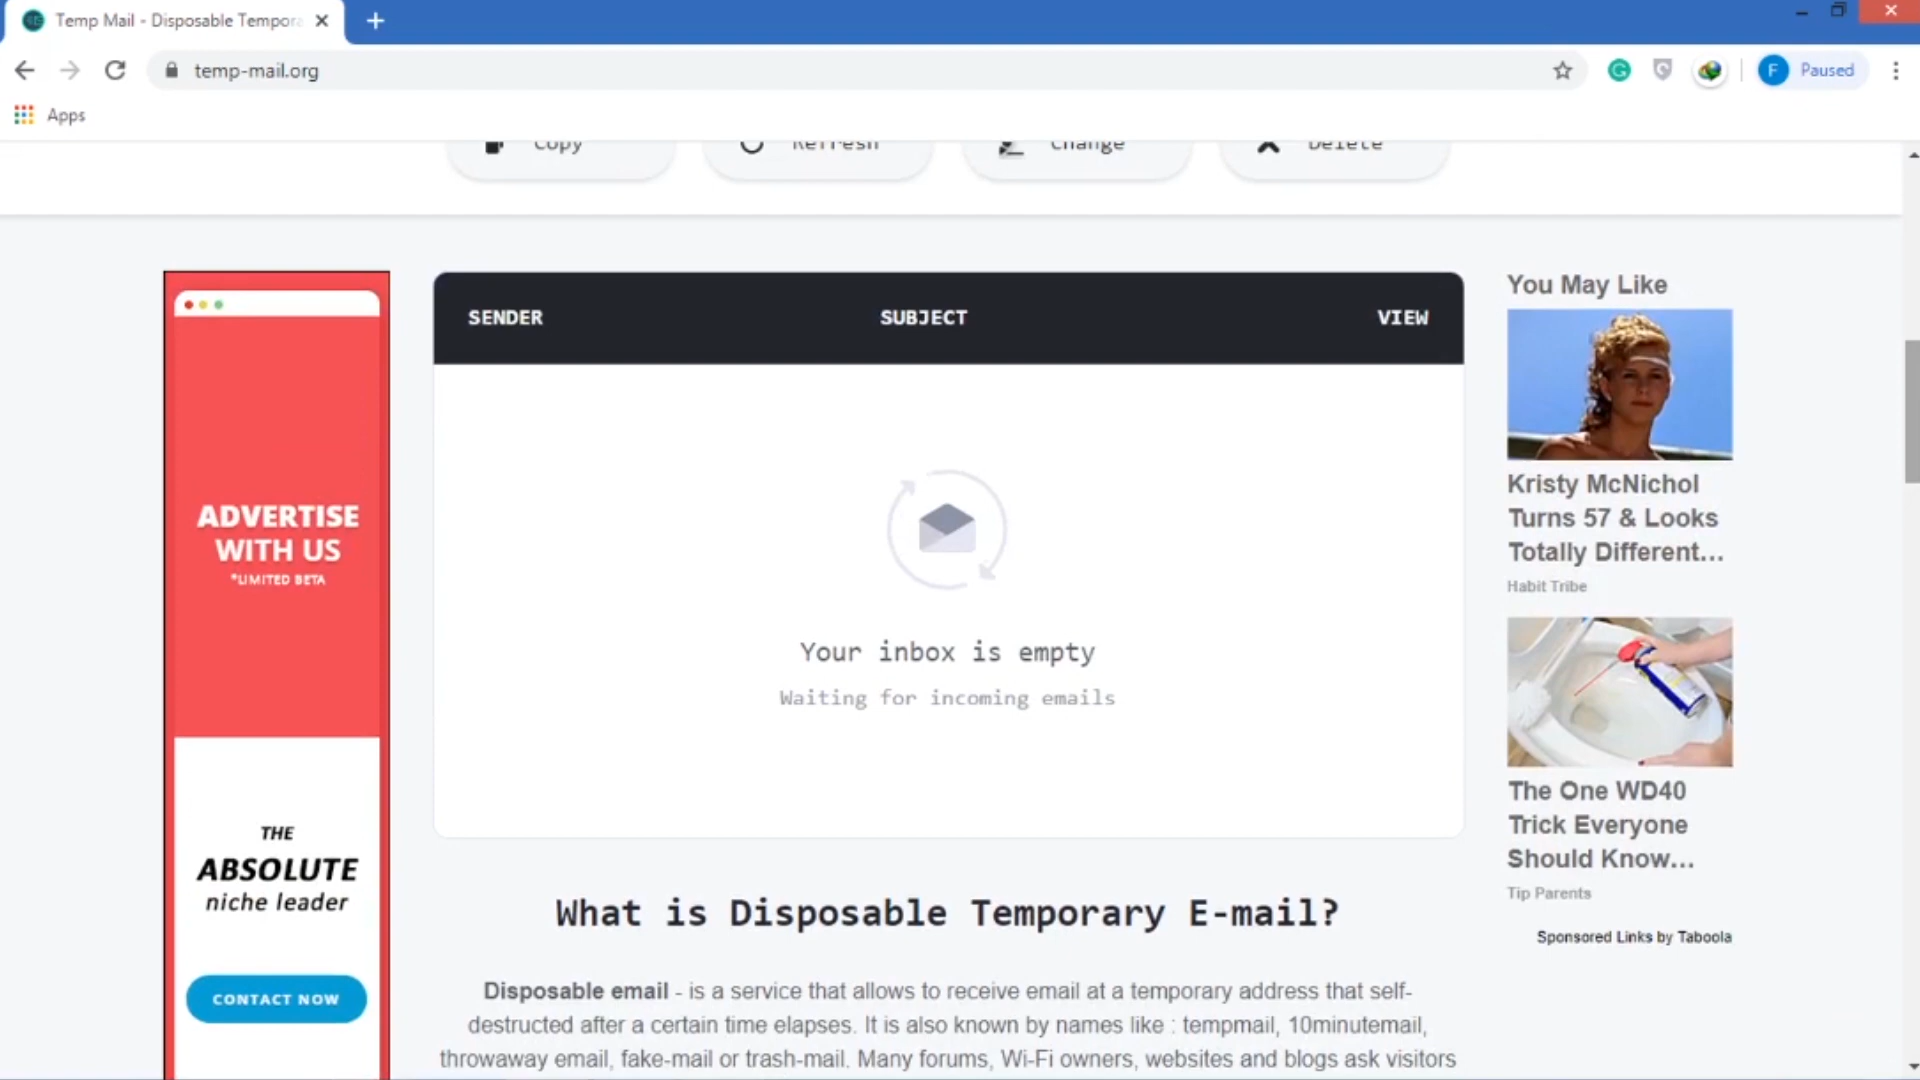 Temp Mail - Disposable Tempora
temp-mail.org
F
Paused
Apps
Copy
Refresh
Change
Delete
ADVERTISE
WITH US
*LIMITED BETA
THE
ABSOLUTE
niche leader
CONTACT NOW
SENDER
SUBJECT
VIEW
Your inbox is empty
Waiting for incoming emails
What is Disposable Temporary E-mail?
Disposable email - is a service that allows to receive email at a temporary address that self-
destructed after a certain time elapses. It is also known by names like : tempmail, 10minutemail,
throwaway email, fake-mail or trash-mail. Many forums, Wi-Fi owners, websites and blogs ask visitors
You May Like
Kristy McNichol
Turns 57 & Looks
Totally Different...
Habit Tribe
The One WD40
Trick Everyone
Should Know...
Tip Parents
Sponsored Links by Taboola